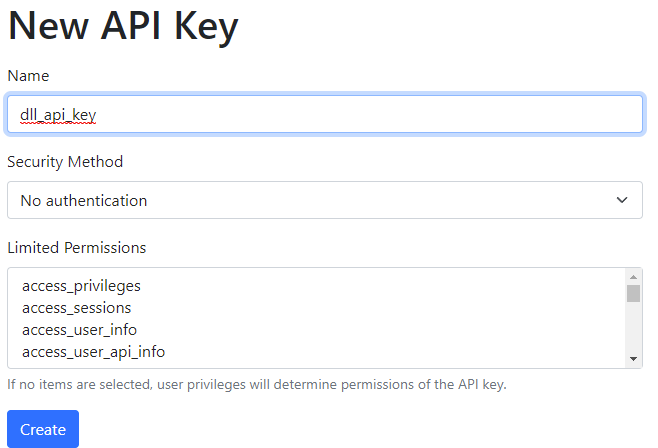 New API Key
Name
dll_api_key
Security Method
No authentication
Limited Permissions
access_privileges
access_sessions
access_user_info
access_user_api_info
If no items are selected, user privileges will determine permissions of the API key.
Create